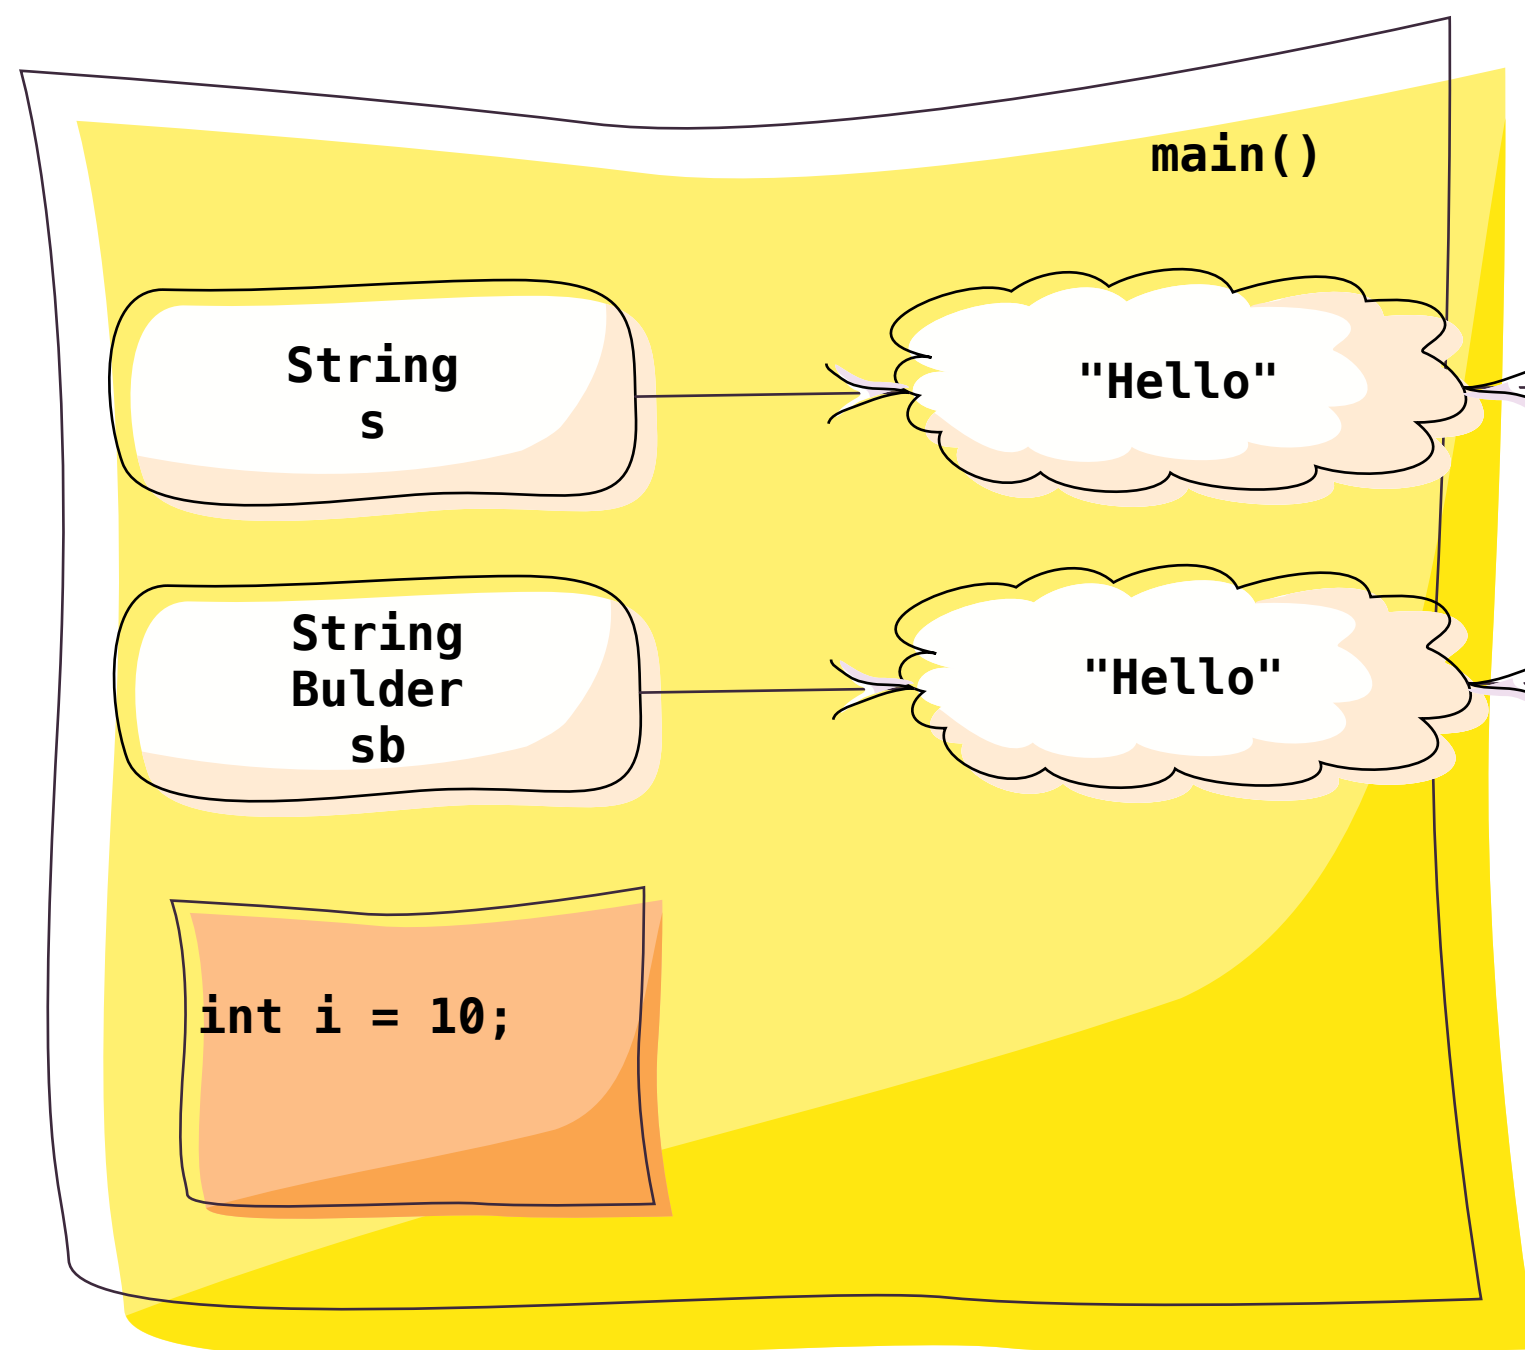 main()
String
s
"Hello"
String
Bulder
sb
"Hello"
int i = 10;